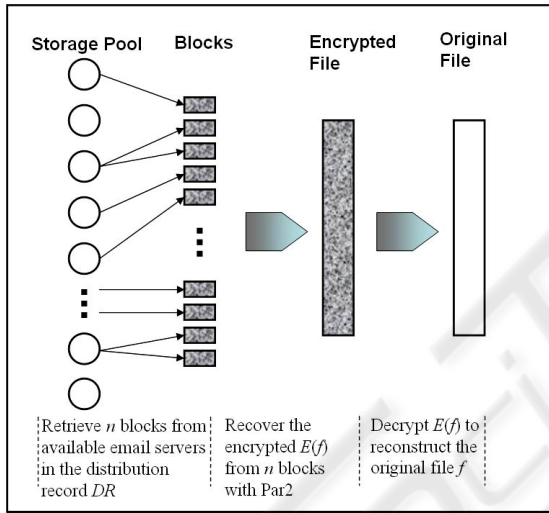 Storage Pool
Blocks
Encrypted
File
Original
File
Retrieve n blocks from
available email servers
in the distribution
record DR
Recover the
encrypted E(f)
from n blocks
with Par2
Decrypt E(f) to
reconstruct the
original file f